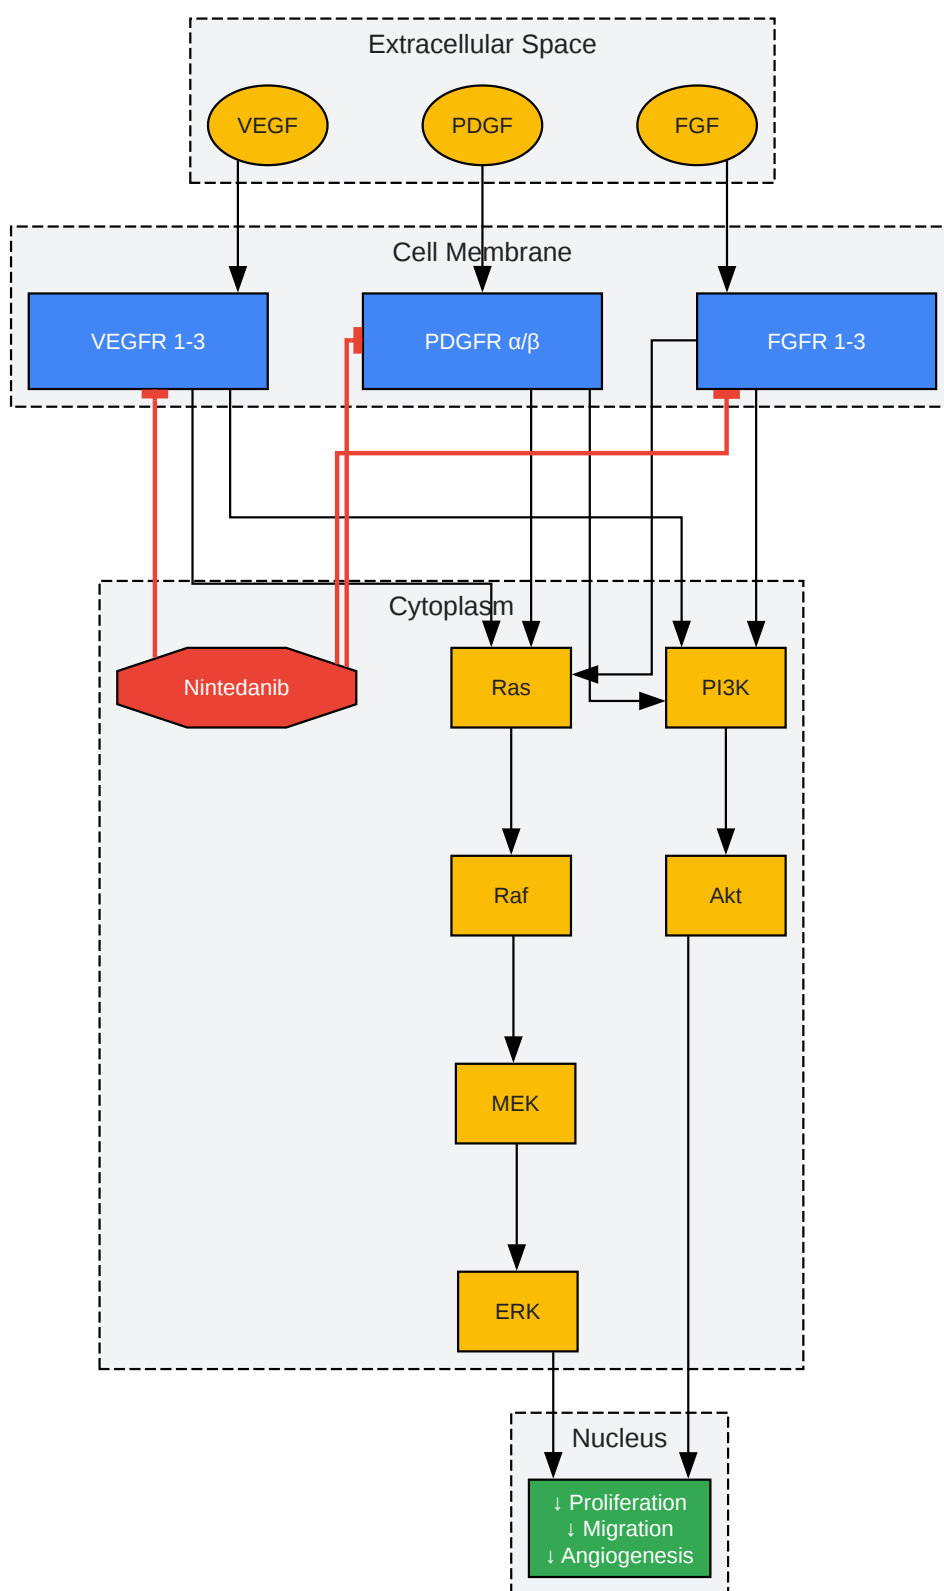 Extracellular Space
VEGF
PDGF
FGF
Cell Membrane
VEGFR 1-3
PDGFR α/β
FGFR 1-3
Cytoplasm
Nintedanib
Ras
PI3K
Raf
Akt
MEK
ERK
Nucleus
↓ Proliferation
↓ Migration
↓ Angiogenesis